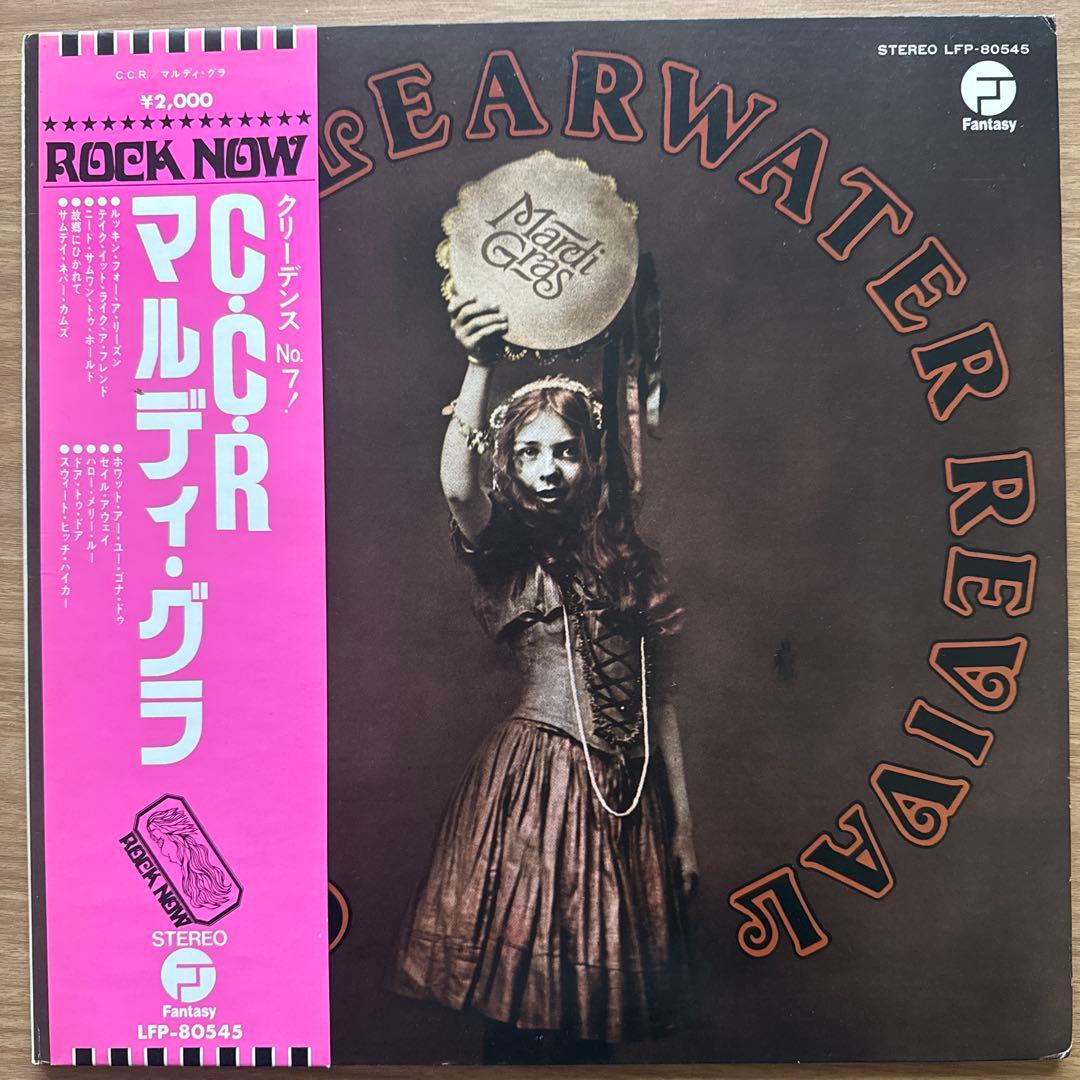 C.C.R. マルディ・グラ
¥2,000
ROCK NOW
クリーデンス No.7!
C.C.R
マルディ・グラ
●ルッキン・フォー・ア・リーズン
●テイク・イット・ライク・ア・フレンド
●ニード・サムワン・トゥ・ホールド
●故郷にひかれて
●サムデイ・ネバー・カムズ
●ホワット・アー・ユー・ゴナ・ドゥ
●セイル・アウェイ
●ハロー・メリー・ルー
●ドア・トゥ・ドア
●スウィート・ヒッチ・ハイカー
ROCK NOW
STEREO
Fantasy
LFP-80545
STEREO LFP-80545
Fantasy
LEARWATER REVIVAL
Mardi
Gras